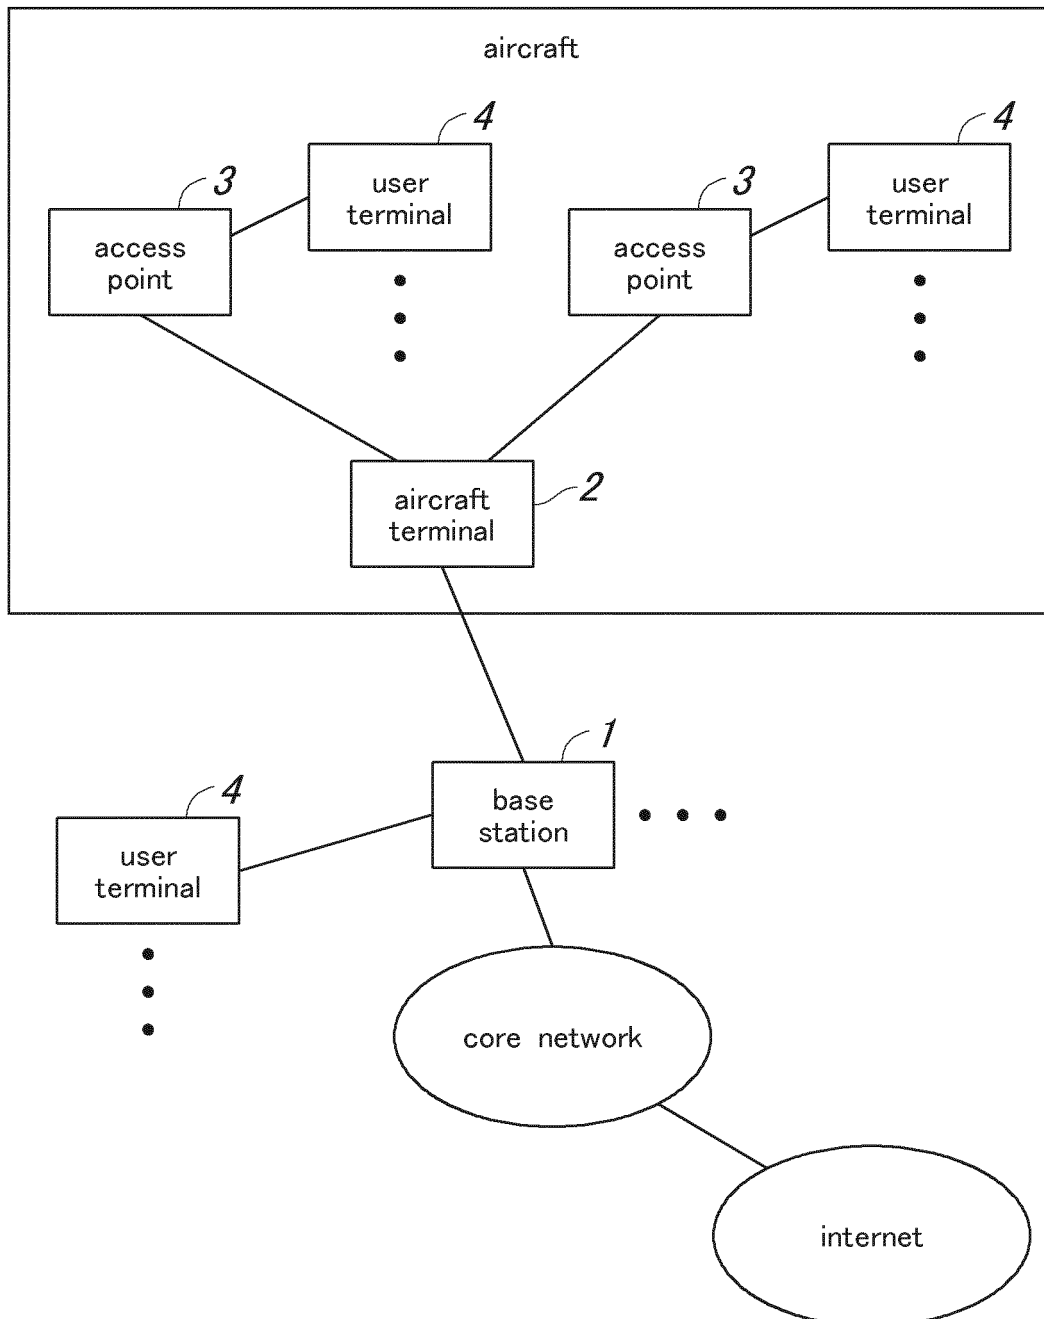 aircraft
4
4
user
terminal
user
terminal
3
3
access
point
access
point
aircraft
terminal
2
1
base
station
4
user
terminal
core network
internet